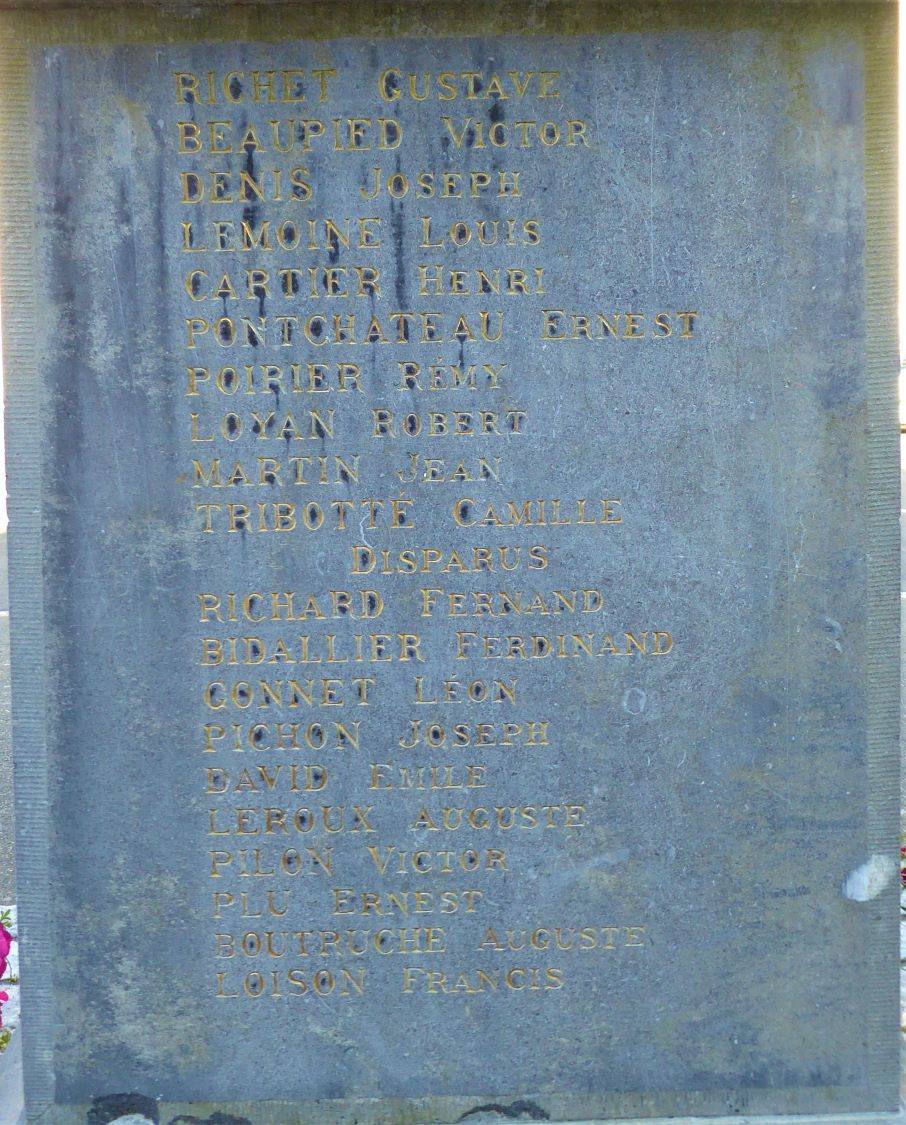 RICHET GUSTAVE
BEAUPIED VICTOR
DENIS JOSEPH
LEMOINE LOUIS
CARTIER HENRI
PONTCHATEAU ERNEST
POIRIER RÉMY
LOYAN ROBERT
MARTIN JEAN
TRIBOTTÉ CAMILLE
DISPARUS
RICHARD FERNAND
BIDALLIER FERDINAND
GONNET LÉON
PICHON JOSEPH
DAVID EMILE
LEROUX AUGUSTE
PILON VICTOR
PLU ERNEST
BOUTRUCHE AUGUSTE
LOISON FRANCIS